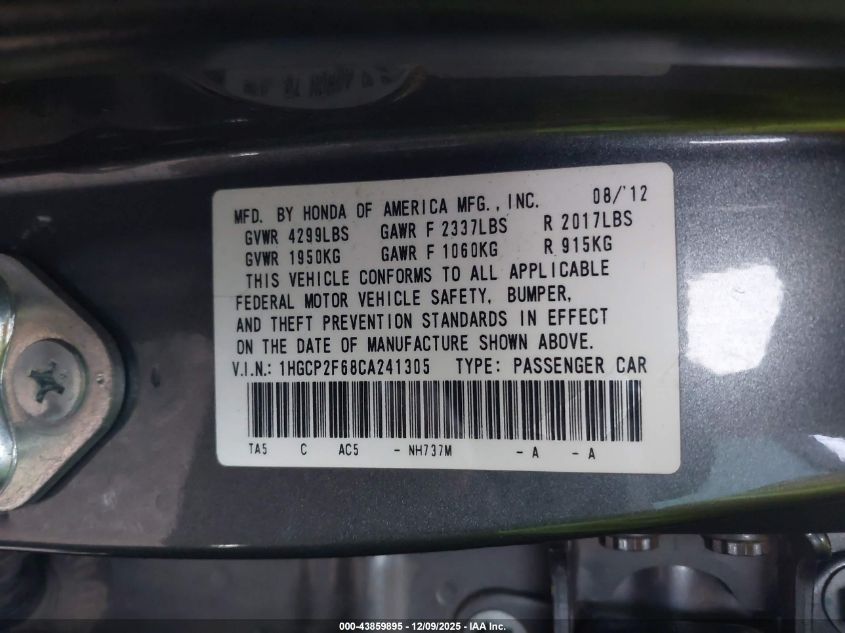 MFD. BY HONDA OF AMERICA MFG., INC. 08/'12
GVWR 4299LBS GAWR F 2337LBS R 2017LBS
GVWR 1950KG GAWR F 1060KG R 915KG
THIS VEHICLE CONFORMS TO ALL APPLICABLE
FEDERAL MOTOR VEHICLE SAFETY, BUMPER,
AND THEFT PREVENTION STANDARDS IN EFFECT
ON THE DATE OF MANUFACTURE SHOWN ABOVE.
V.I.N.: 1HGCP2F68CA241305 TYPE: PASSENGER CAR
TA5 C AC5 - NH737M - A - A
000-43859895 - 12/09/2025 - IAA Inc.